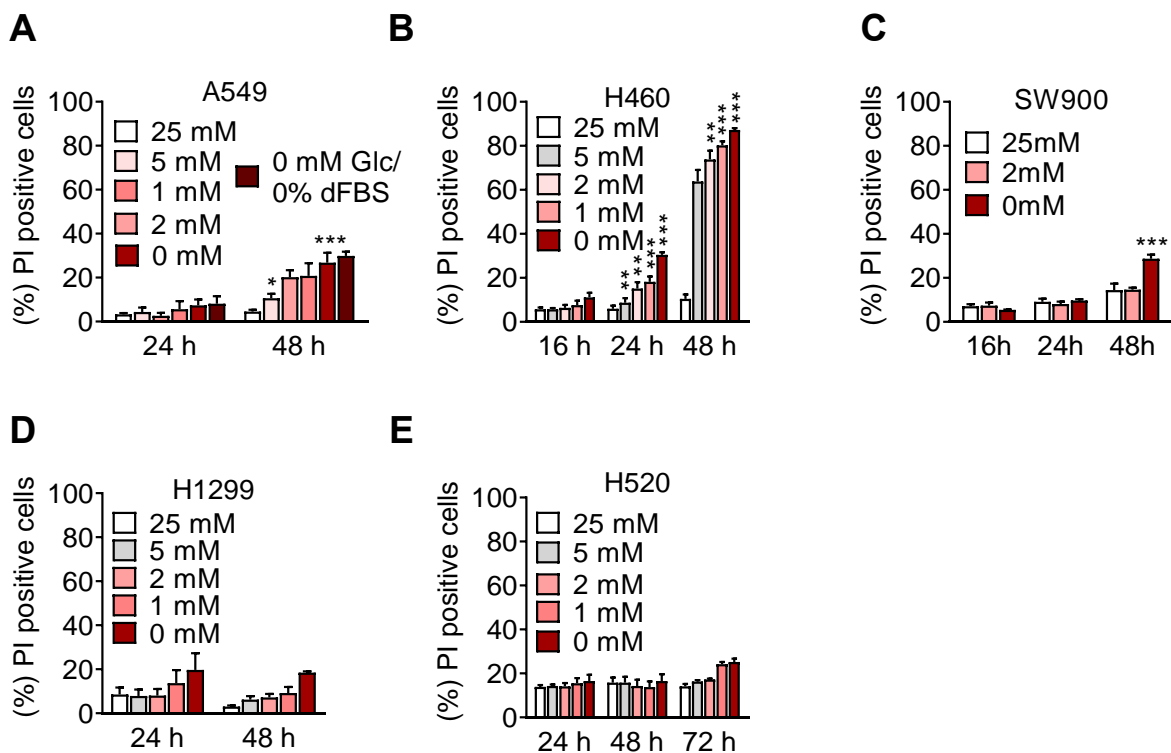 A
A549
(%) PI positive cells
100
80
60
40
20
0
25 mM
5 mM
1 mM
2 mM
0 mM
0 mM Glc/
0% dFBS
*
***
24 h
48 h
B
H460
(%) PI positive cells
100
80
60
40
20
0
25 mM
5 mM
2 mM
1 mM
0 mM
**
**
***
***
**
***
***
16 h
24 h
48 h
C
SW900
(%) PI positive cells
100
80
60
40
20
0
25mM
2mM
0mM
***
16h
24h
48h
D
H1299
(%) PI positive cells
100
80
60
40
20
0
25 mM
5 mM
2 mM
1 mM
0 mM
24 h
48 h
E
H520
(%) PI positive cells
100
80
60
40
20
0
25 mM
5 mM
2 mM
1 mM
0 mM
24 h
48 h
72 h